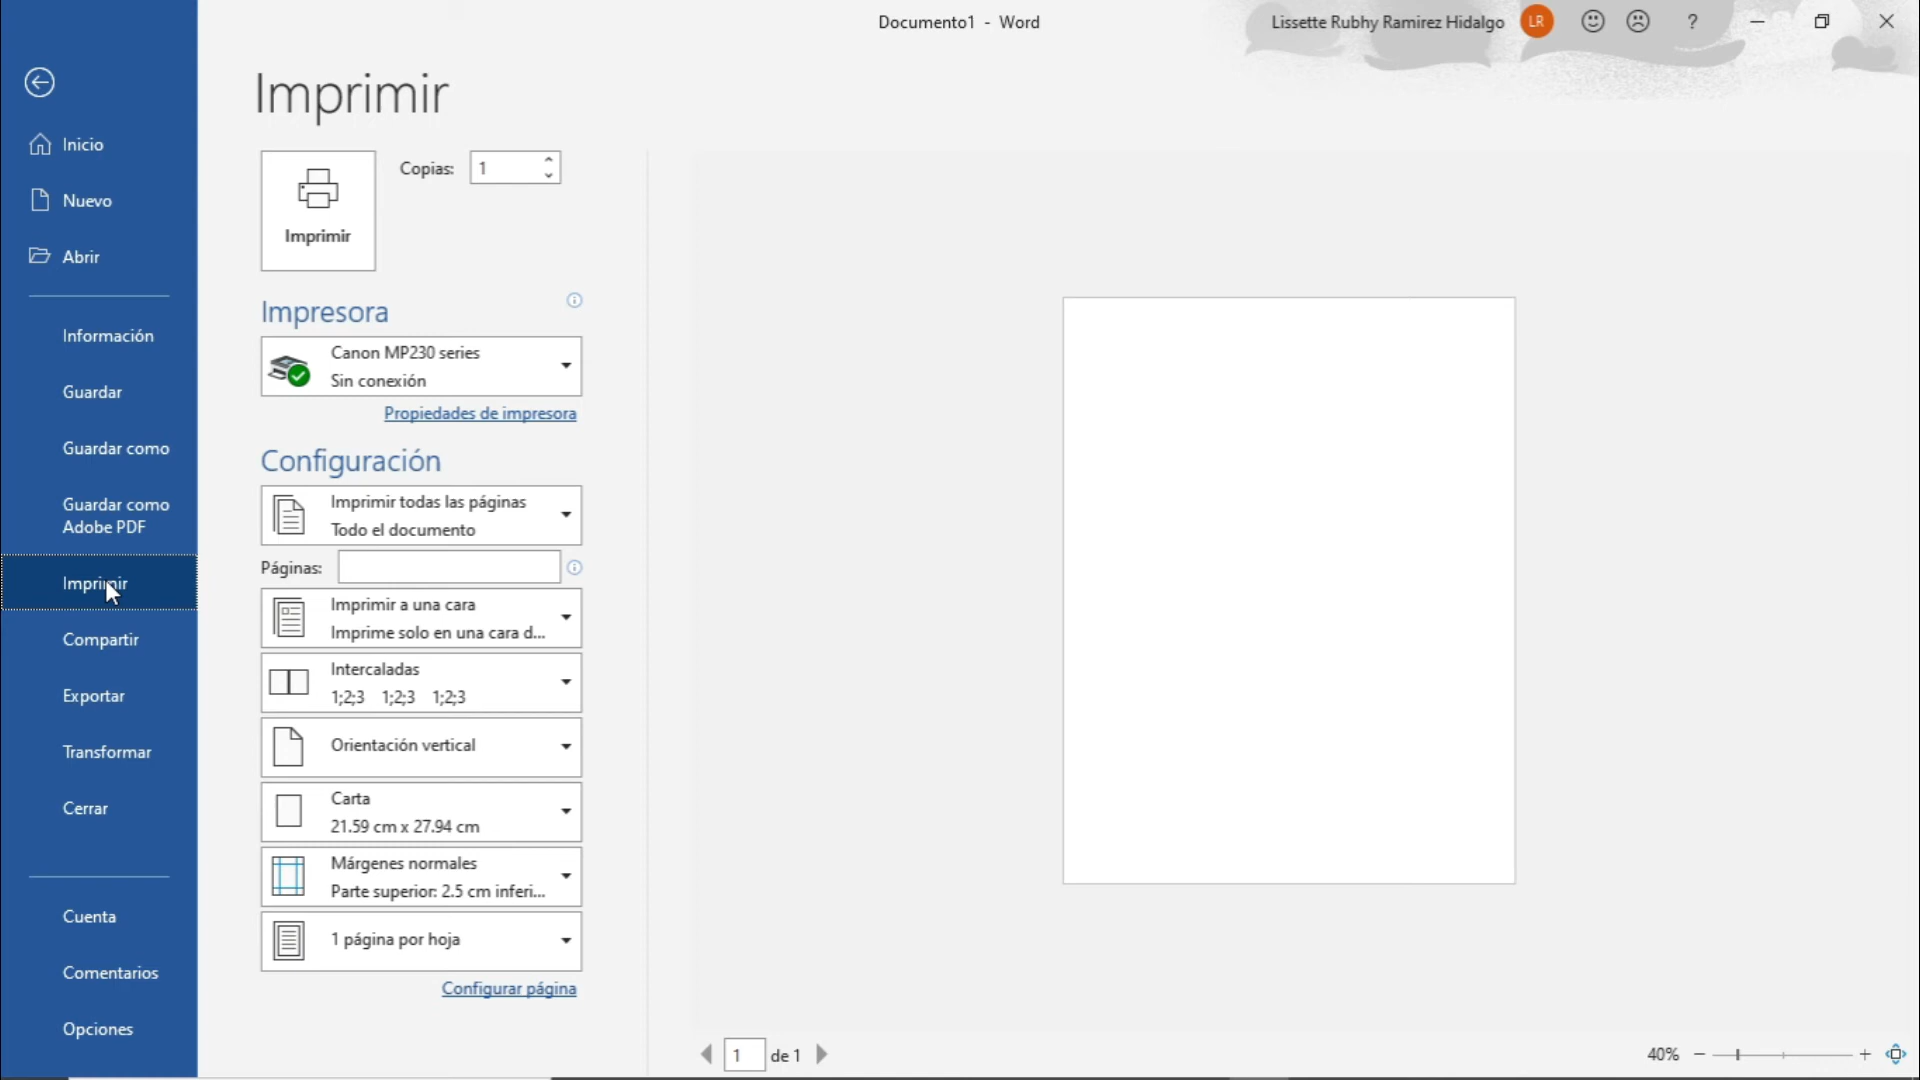 Documento1 - Word
Lissette Rubhy Ramirez Hidalgo
LR
?
Inicio
Nuevo
Abrir
Información
Guardar
Guardar como
Guardar como
Adobe PDF
Imprimir
Compartir
Exportar
Transformar
Cerrar
Cuenta
Comentarios
Opciones
Imprimir
Imprimir
Copias: 1
Impresora
Canon MP230 series
Sin conexión
Propiedades de impresora
Configuración
Imprimir todas las páginas
Todo el documento
Páginas:
Imprimir a una cara
Imprime solo en una cara d...
Intercaladas
1;2;3 1;2;3 1;2;3
Orientación vertical
Carta
21.59 cm x 27.94 cm
Márgenes normales
Parte superior: 2.5 cm inferi...
1 página por hoja
Configurar página
1 de 1
40%